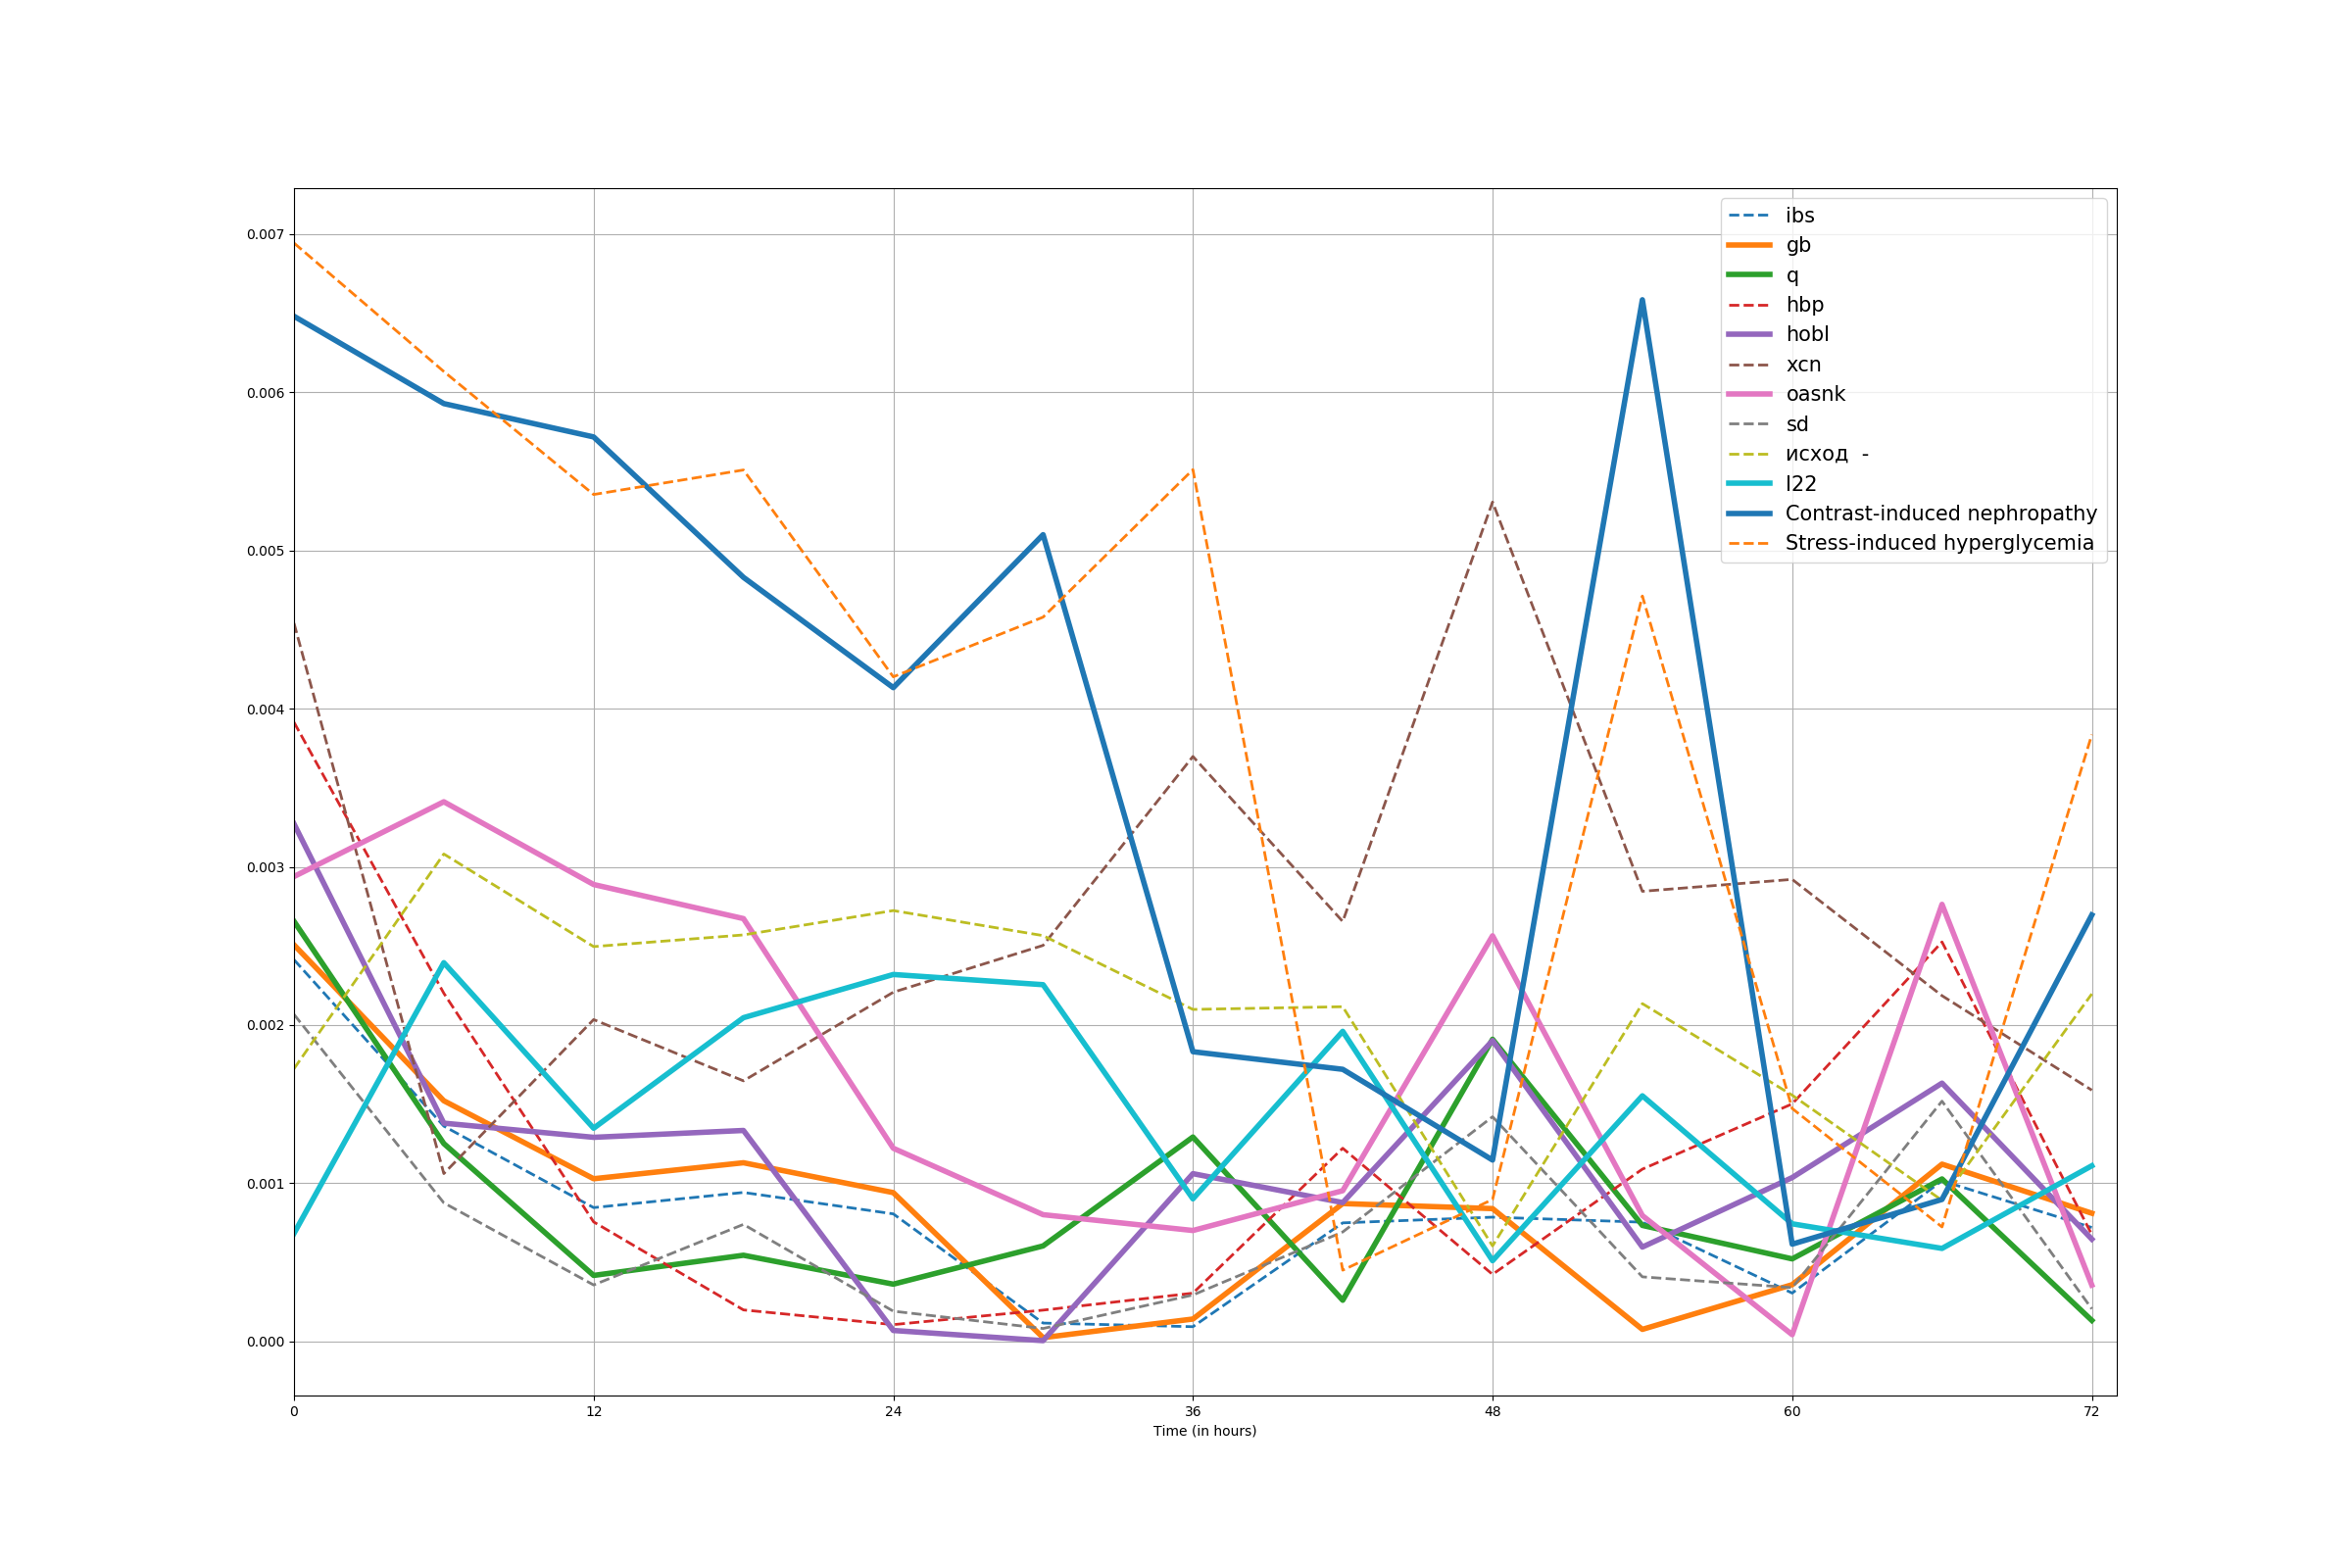 0.007
0.006
0.005
0.004
0.003
0.002
0.001
0.000
0 12 24 36 48 60 72
Time (in hours)
ibs
gb
q
hbp
hobl
xcn
oasnk
sd
исход -
l22
Contrast-induced nephropathy
Stress-induced hyperglycemia